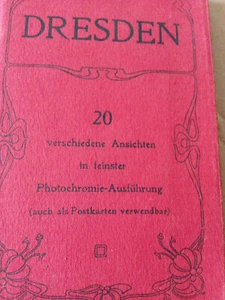 DRESDEN
20
verschiedene Ansichten
in feinster
Photochromie-Ausführung
(auch als Postkarten verwendbar)